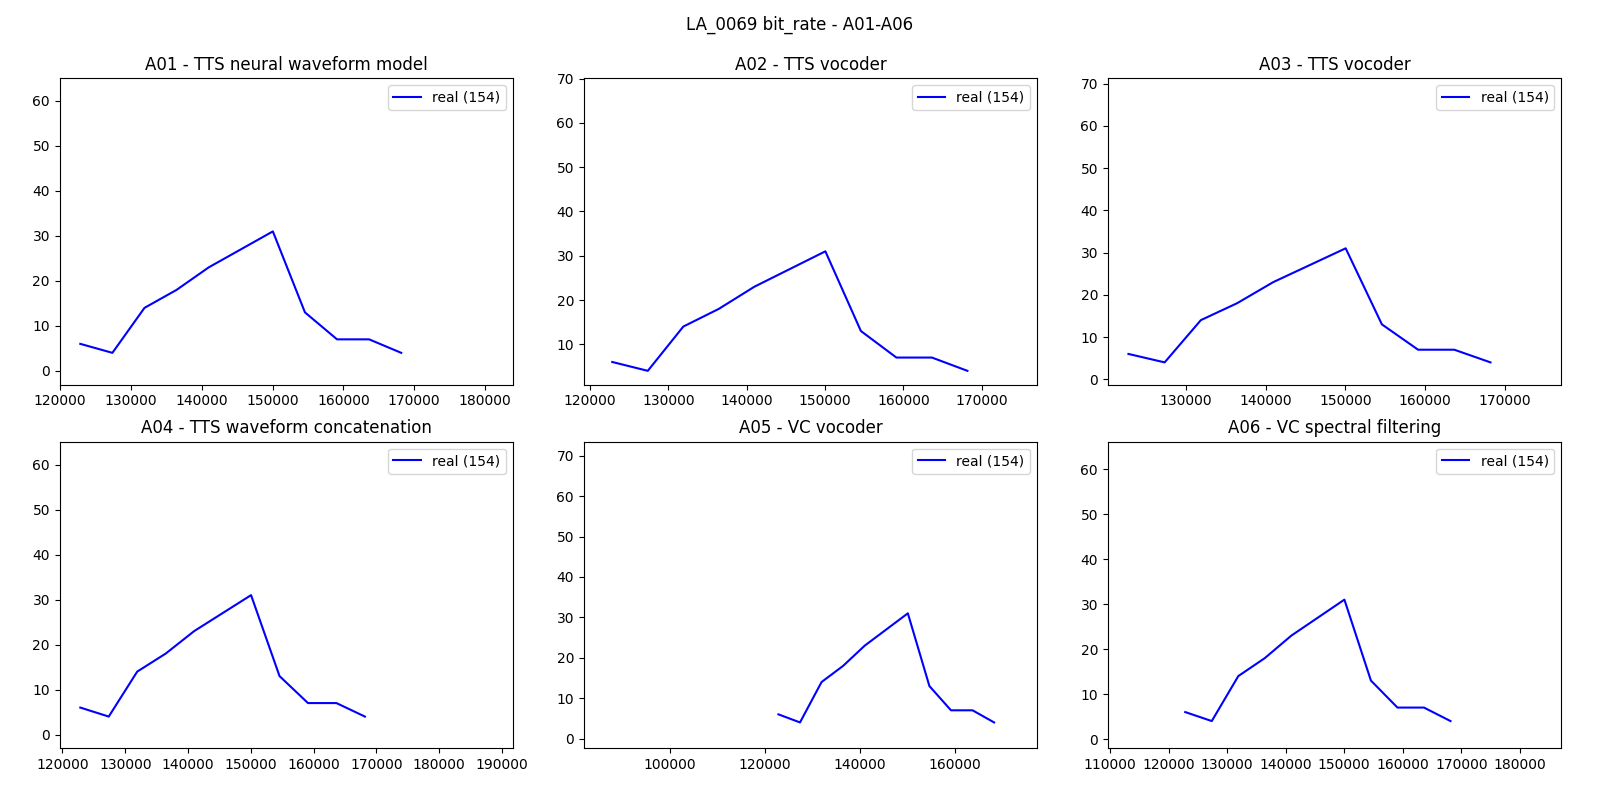 LA_0069 bit_rate - A01-A06
A01 - TTS neural waveform model
real (154)
60
50
40
30
20
10
0
120000 130000 140000 150000 160000 170000 180000
A02 - TTS vocoder
real (154)
70
60
50
40
30
20
10
120000 130000 140000 150000 160000 170000
A03 - TTS vocoder
real (154)
70
60
50
40
30
20
10
0
130000 140000 150000 160000 170000
A04 - TTS waveform concatenation
real (154)
60
50
40
30
20
10
0
120000 130000 140000 150000 160000 170000 180000 190000
A05 - VC vocoder
real (154)
70
60
50
40
30
20
10
0
100000 120000 140000 160000
A06 - VC spectral filtering
real (154)
60
50
40
30
20
10
0
110000 120000 130000 140000 150000 160000 170000 180000